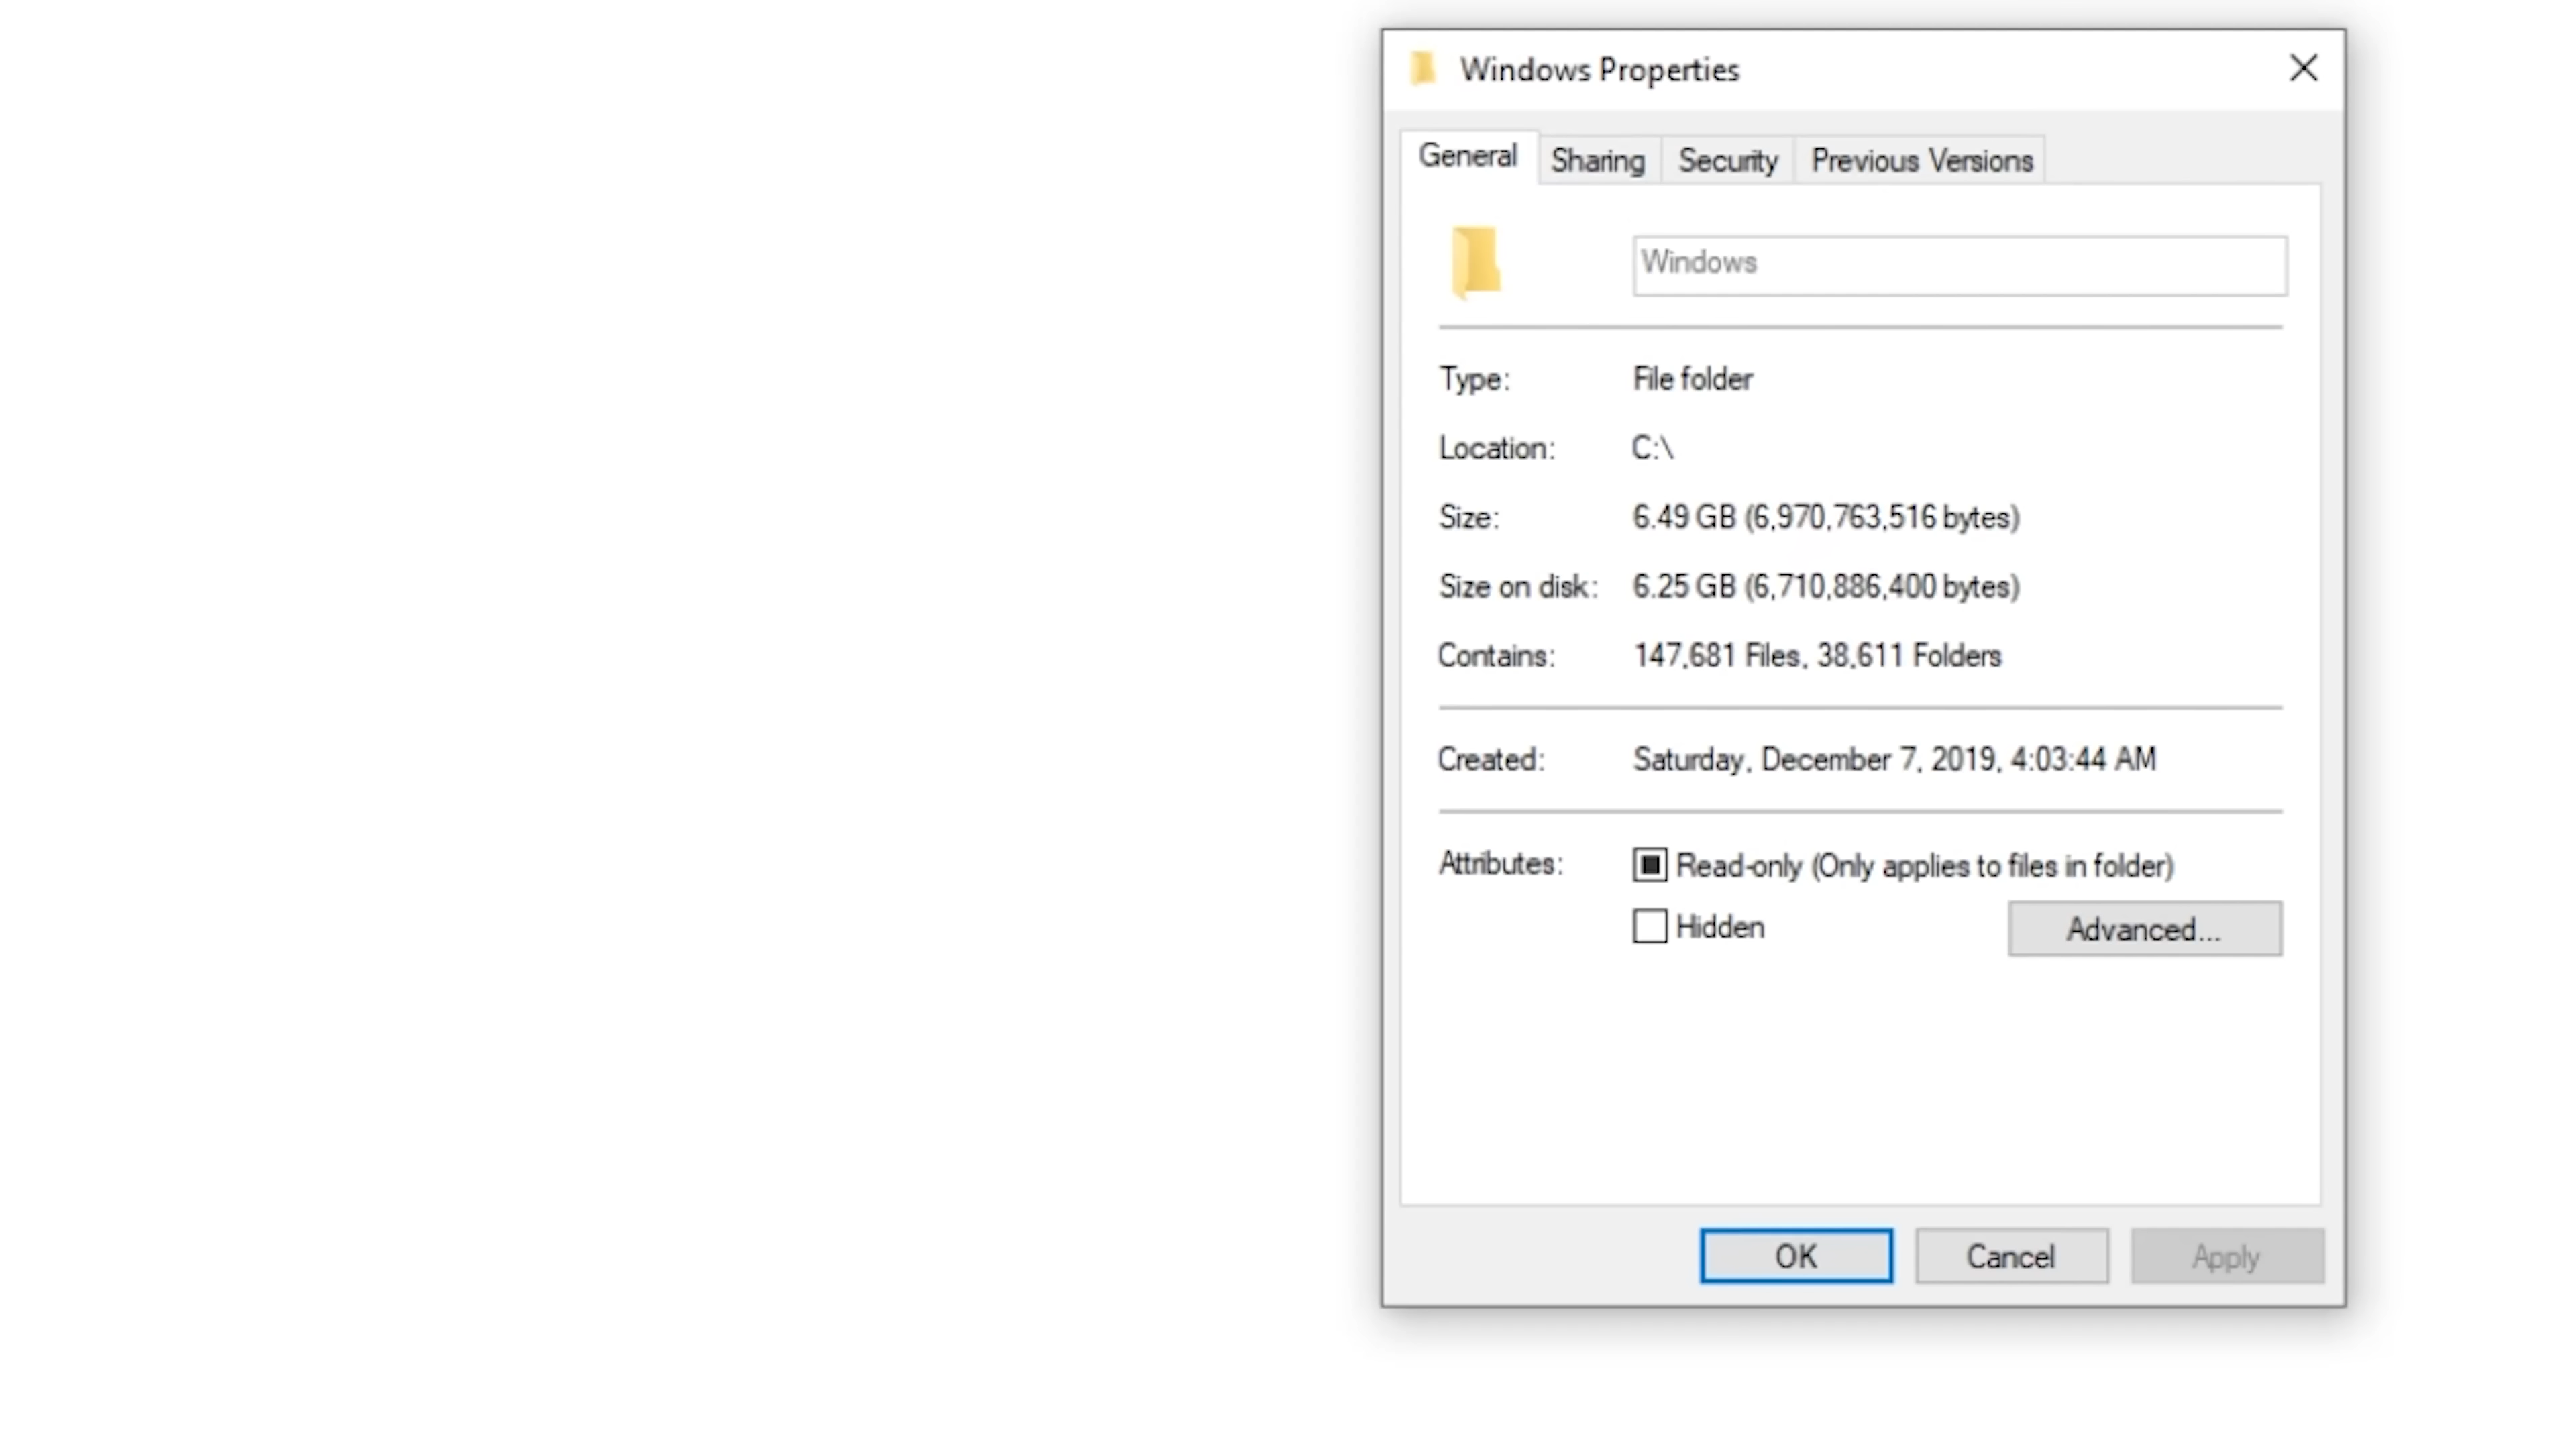 Windows Properties
General Sharing Security Previous Versions
Windows
Type: File folder
Location: C:\
Size: 6.49 GB (6,970,763,516 bytes)
Size on disk: 6.25 GB (6,710,886,400 bytes)
Contains: 147,681 Files, 38,611 Folders
Created: Saturday, December 7, 2019, 4:03:44 AM
Attributes: Read-only (Only applies to files in folder)
Hidden Advanced...
OK Cancel Apply